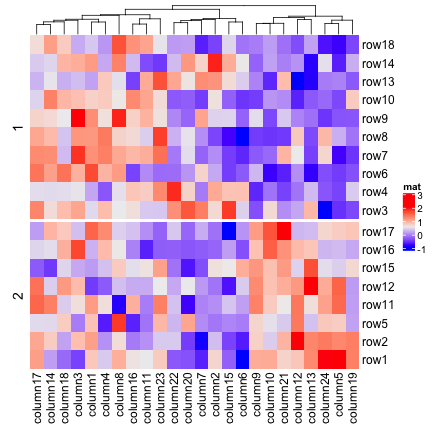 1
2
row18
row14
row13
row10
row9
row8
row7
row6
row4
row3
row17
row16
row15
row12
row11
row5
row2
row1
mat
3
2
1
0
-1
column17
column14
column18
column3
column1
column4
column8
column16
column11
column23
column22
column20
column7
column2
column15
column6
column9
column10
column21
column12
column13
column24
column5
column19